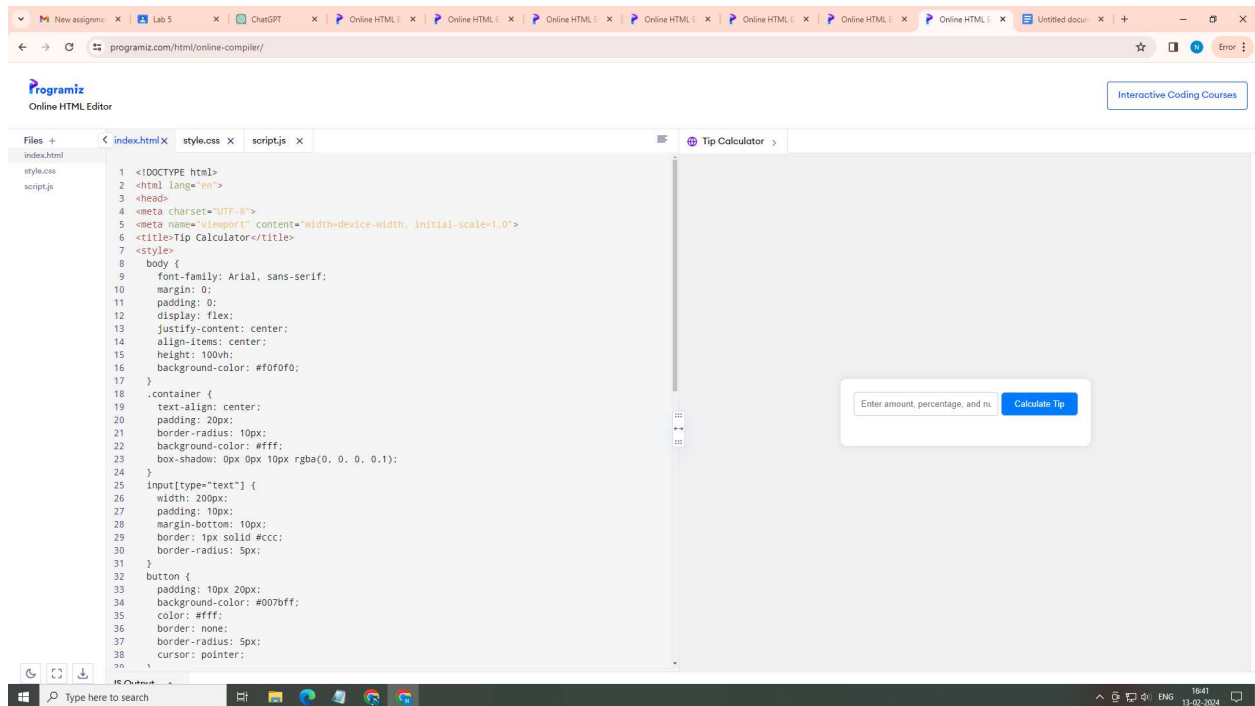 New assignme
Lab 5
ChatGPT
Online HTML E
Online HTML E
Online HTML E
Online HTML E
Online HTML E
Online HTML E
Online HTML E
Untitled docum
programiz.com/html/online-compiler/
N
Error
Programiz
Online HTML Editor
Interactive Coding Courses
Files +
index.html
style.css
script.js
index.html X
style.css X
script.js X
Tip Calculator >
1 <!DOCTYPE html>
2 <html lang="en">
3 <head>
4 <meta charset="UTF-8">
5 <meta name="viewport" content="width=device-width, initial-scale=1.0">
6 <title>Tip Calculator</title>
7 <style>
8 body {
9 font-family: Arial, sans-serif;
10 margin: 0;
11 padding: 0;
12 display: flex;
13 justify-content: center;
14 align-items: center;
15 height: 100vh;
16 background-color: #f0f0f0;
17 }
18 .container {
19 text-align: center;
20 padding: 20px;
21 border-radius: 10px;
22 background-color: #fff;
23 box-shadow: 0px 0px 10px rgba(0, 0, 0, 0.1);
24 }
25 input[type="text"] {
26 width: 200px;
27 padding: 10px;
28 margin-bottom: 10px;
29 border: 1px solid #ccc;
30 border-radius: 5px;
31 }
32 button {
33 padding: 10px 20px;
34 background-color: #007bff;
35 color: #fff;
36 border: none;
37 border-radius: 5px;
38 cursor: pointer;
39 }
Enter amount, percentage, and nu
Calculate Tip
JS Output
Type here to search
ENG
16:41
13-02-2024